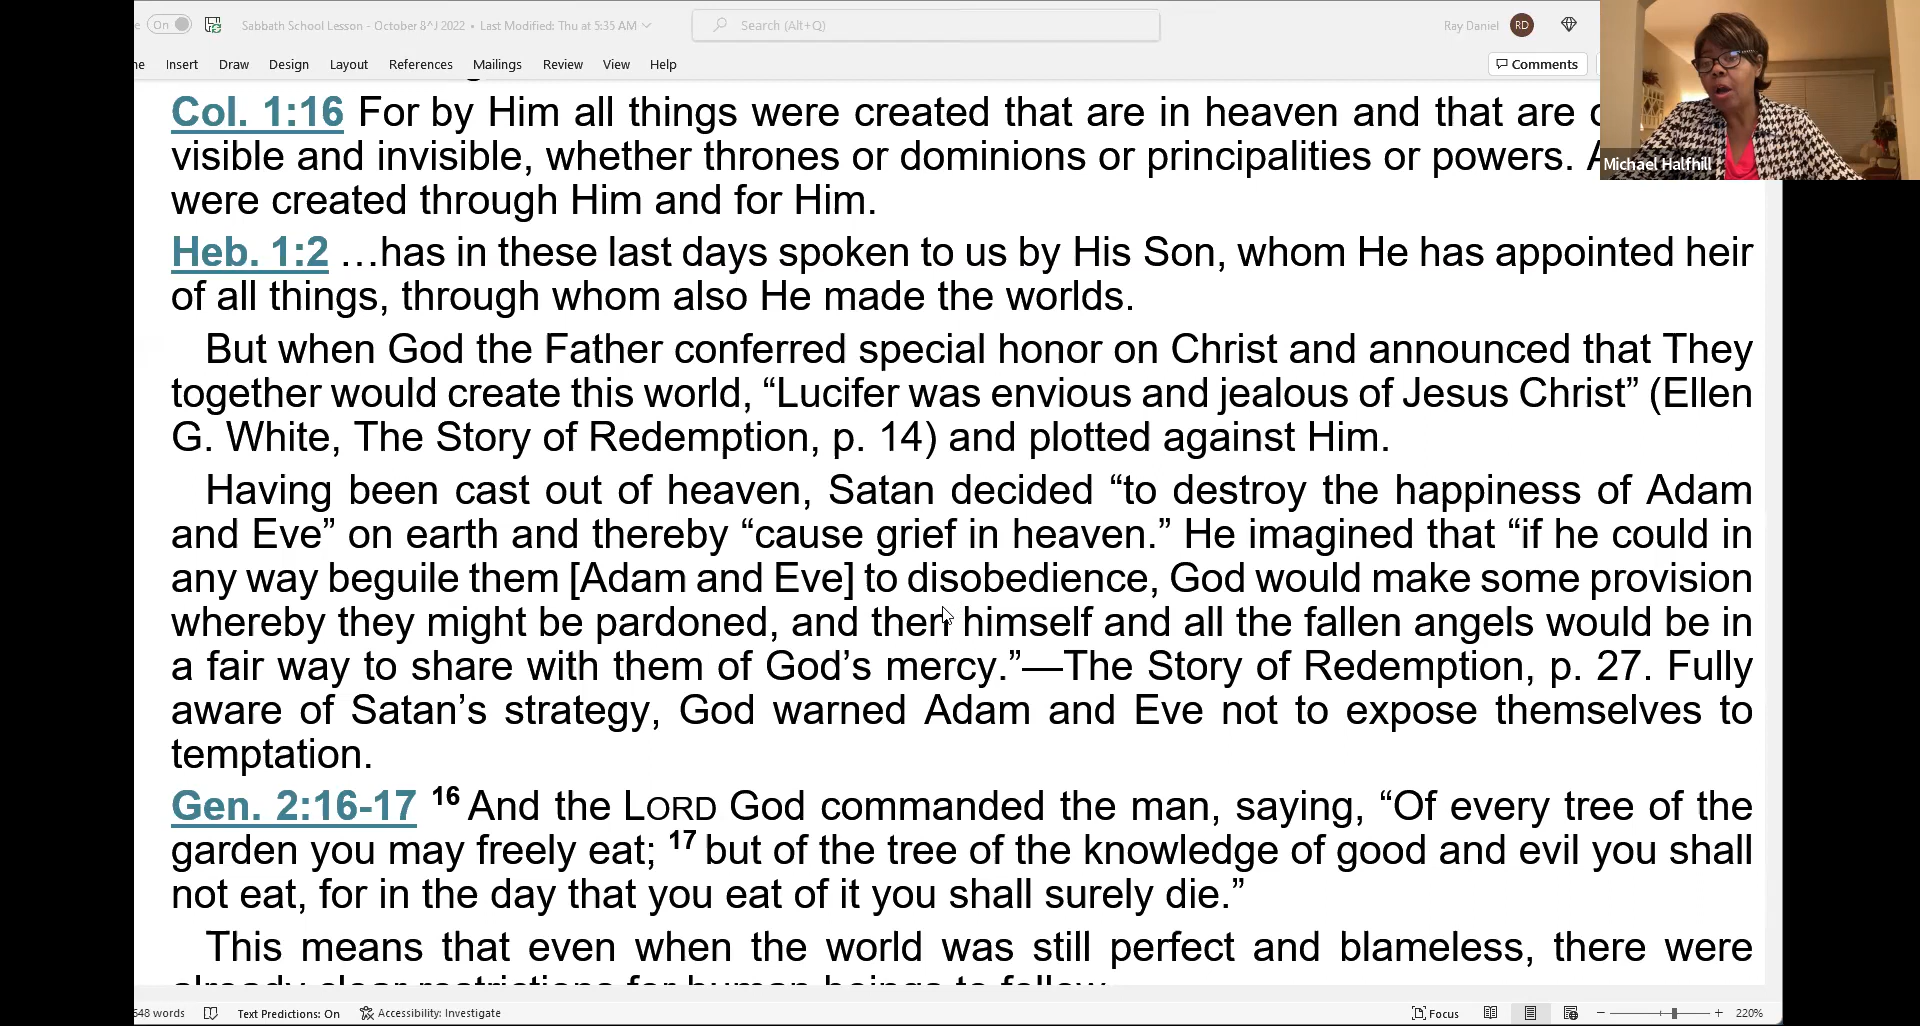 On
Sabbath School Lesson - October 8^J 2022 • Last Modified: Thu at 5:35 AM
Search (Alt+Q)
Ray Daniel
RD
Insert Draw Design Layout References Mailings Review View Help
Comments
Col. 1:16 For by Him all things were created that are in heaven and that are
visible and invisible, whether thrones or dominions or principalities or powers.
were created through Him and for Him.
Michael Halfhill
Heb. 1:2 …has in these last days spoken to us by His Son, whom He has appointed heir
of all things, through whom also He made the worlds.
But when God the Father conferred special honor on Christ and announced that They
together would create this world, “Lucifer was envious and jealous of Jesus Christ” (Ellen
G. White, The Story of Redemption, p. 14) and plotted against Him.
Having been cast out of heaven, Satan decided “to destroy the happiness of Adam
and Eve” on earth and thereby “cause grief in heaven.” He imagined that “if he could in
any way beguile them [Adam and Eve] to disobedience, God would make some provision
whereby they might be pardoned, and then himself and all the fallen angels would be in
a fair way to share with them of God’s mercy.”—The Story of Redemption, p. 27. Fully
aware of Satan’s strategy, God warned Adam and Eve not to expose themselves to
temptation.
Gen. 2:16-17 16 And the LORD God commanded the man, saying, “Of every tree of the
garden you may freely eat; 17 but of the tree of the knowledge of good and evil you shall
not eat, for in the day that you eat of it you shall surely die.”
This means that even when the world was still perfect and blameless, there were
already clear restrictions for human beings to follow
548 words
Text Predictions: On
Accessibility: Investigate
Focus
220%